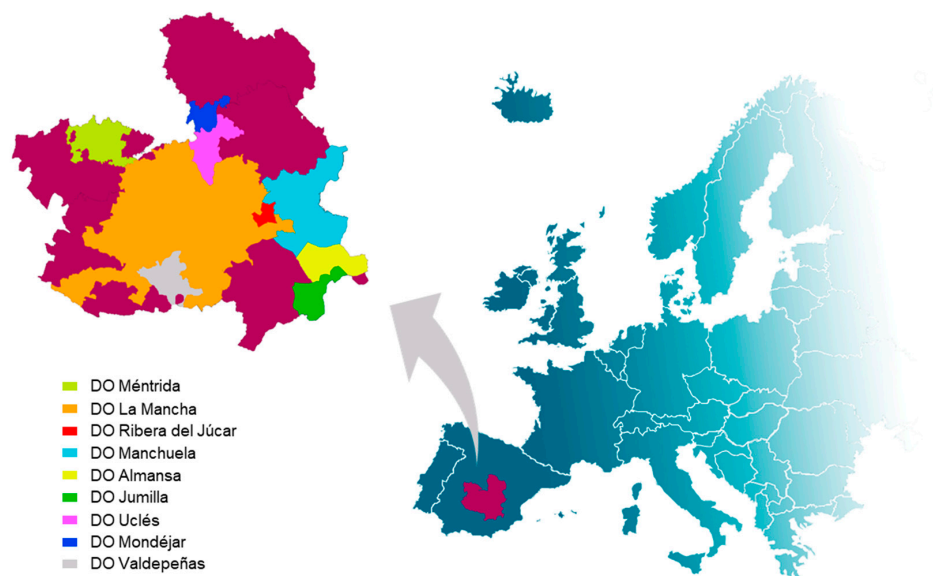 DO Méntrida
DO La Mancha
DO Ribera del Júcar
DO Manchuela
DO Almansa
DO Jumilla
DO Uclés
DO Mondéjar
DO Valdepeñas